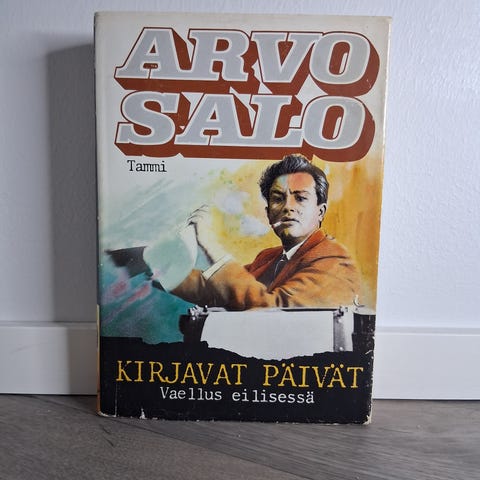 ARVO
SALO
Tammi
KIRJAVAT PÄIVÄT
Vaellus eilisessä